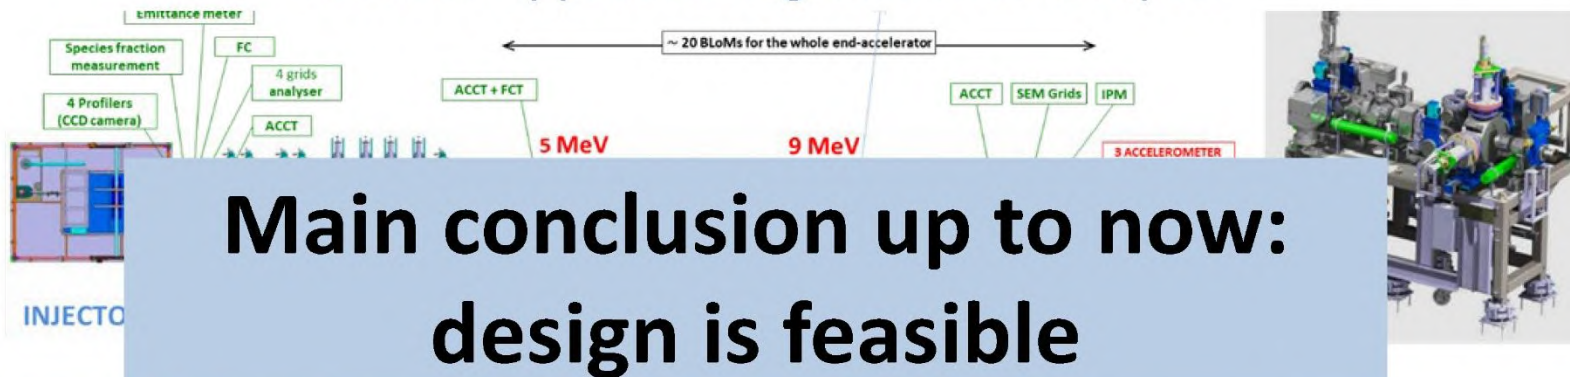 Emittance meter
Species fraction
measurement
FC
4 grids
analyser
4 Profilers
(CCD camera)
ACCT
~ 20 BLoMs for the whole end-accelerator
ACCT + FCT
ACCT
SEM Grids
IPM
5 MeV
9 MeV
3 ACCELEROMETER
INJECTO
Main conclusion up to now:
design is feasible